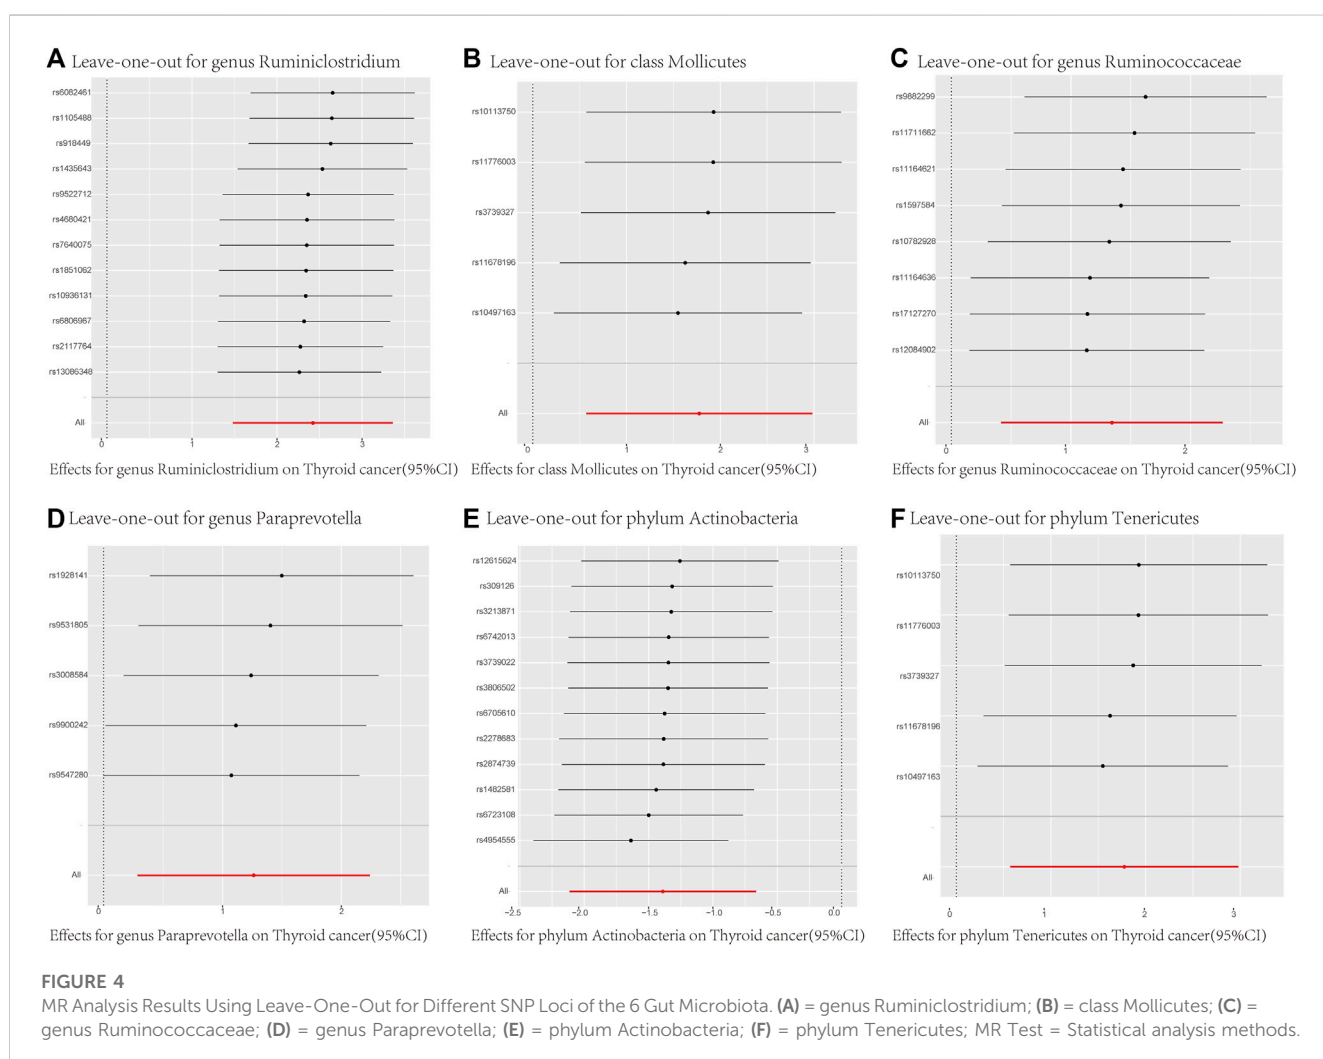 A Leave-one-out for genus Ruminiclostridium
rs6082461
rs1105488
rs918449
rs1435643
rs9522712
rs4680421
rs7640075
rs1851062
rs10936131
rs6806967
rs2117764
rs13086348
All
0 1 2 3
Effects for genus Ruminiclostridium on Thyroid cancer(95%CI)
B Leave-one-out for class Mollicutes
rs10113750
rs11776003
rs3739327
rs11678196
rs10497163
All
0 1 2 3
Effects for class Mollicutes on Thyroid cancer(95%CI)
C Leave-one-out for genus Ruminococcaceae
rs9882299
rs11711662
rs11164621
rs1597584
rs10782928
rs11164636
rs17127270
rs12084902
All
0 1 2
Effects for genus Ruminococcaceae on Thyroid cancer(95%CI)
D Leave-one-out for genus Paraprevotella
rs1928141
rs9531805
rs3008584
rs9900242
rs9547280
All
0 1 2
Effects for genus Paraprevotella on Thyroid cancer(95%CI)
E Leave-one-out for phylum Actinobacteria
rs12615624
rs309126
rs3213871
rs6742013
rs3739022
rs3806502
rs6705610
rs2278683
rs2874739
rs1482581
rs6723108
rs4954555
All
−2.5 −2.0 −1.5 −1.0 −0.5 0.0
Effects for phylum Actinobacteria on Thyroid cancer(95%CI)
F Leave-one-out for phylum Tenericutes
rs10113750
rs11776003
rs3739327
rs11678196
rs10497163
All
0 1 2 3
Effects for phylum Tenericutes on Thyroid cancer(95%CI)
FIGURE 4
MR Analysis Results Using Leave-One-Out for Different SNP Loci of the 6 Gut Microbiota. (A) = genus Ruminiclostridium; (B) = class Mollicutes; (C) =
genus Ruminococcaceae; (D) = genus Paraprevotella; (E) = phylum Actinobacteria; (F) = phylum Tenericutes; MR Test = Statistical analysis methods.